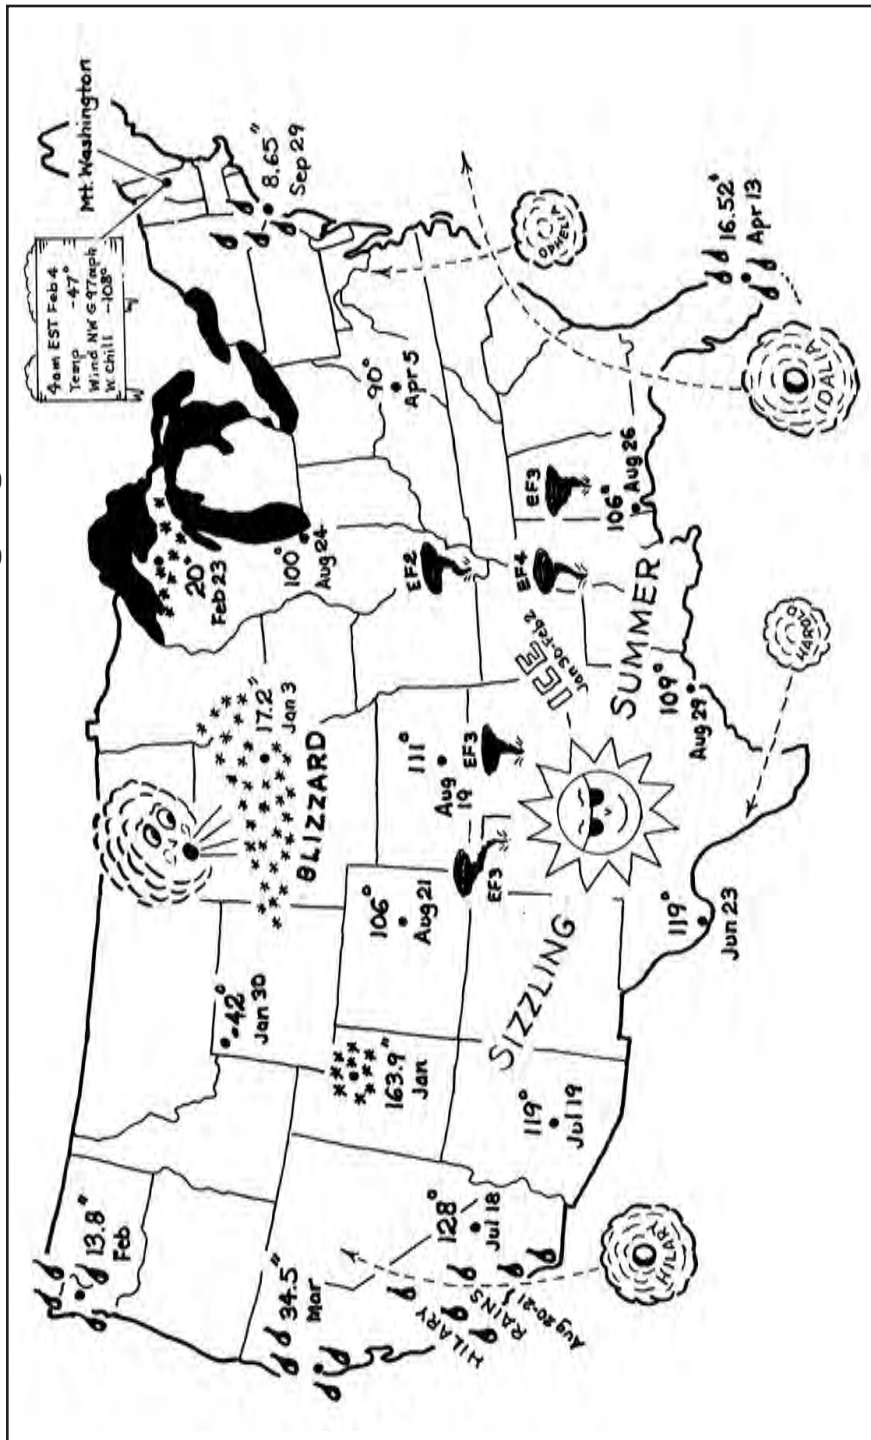 4am EST Feb 4
Temp -47°
Wind NW G 97mph
W. Chill -108°
Mt. Washington
13.8"
Feb
8.65"
Sep 29
20"
Feb 23
17.2"
Jan 3
BLIZZARD
-42°
Jan 30
100°
Aug 24
34.5"
Mar
163.9"
Jan
106°
Aug 21
111°
Aug
19
90°
Apr 5
OPHELIA
EF2
EF3
EF3
128°
Jul 18
119°
Jul 19
SIZZLING
ICE
Jan 30-Feb 2
EF4
EF3
HILARY
RAINS
Aug 20-21
SUMMER
106°
Aug 26
109°
Aug 29
119°
Jun 23
16.52"
Apr 13
HILARY
HAROLD
IDALIA